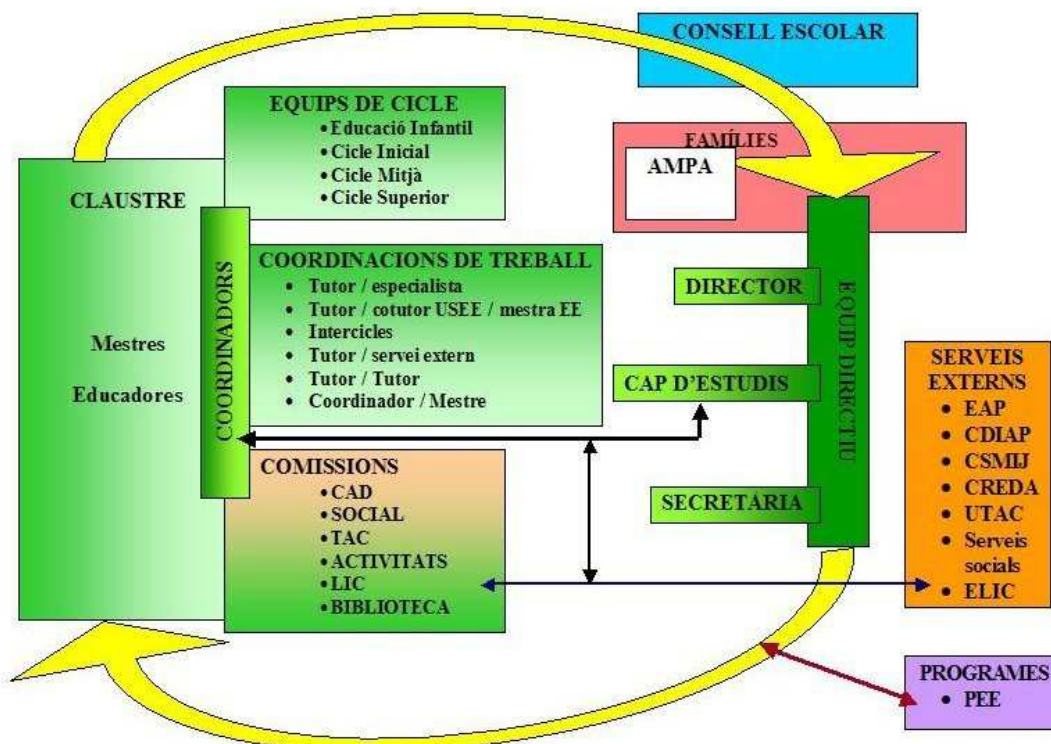 CONSELL ESCOLAR
EQUIPS DE CICLE
• Educació Infantil
• Cicle Inicial
• Cicle Mitjà
• Cicle Superior
FAMÍLIES
AMPA
CLAUSTRE
Mestres
Educadores
COORDINADORS
COORDINACIONS DE TREBALL
• Tutor / especialista
• Tutor / cotutor USEE / mestra EE
• Intercicles
• Tutor / servei extern
• Tutor / Tutor
• Coordinador / Mestre
COMISSIONS
• CAD
• SOCIAL
• TAC
• ACTIVITATS
• LIC
• BIBLIOTECA
DIRECTOR
CAP D'ESTUDIS
SECRETÀRIA
EQUIP DIRECTIU
SERVEIS
EXTERNS
• EAP
• CDIAP
• CSMIJ
• CREDA
• UTAC
• Serveis
socials
• ELIC
PROGRAMES
• PEE